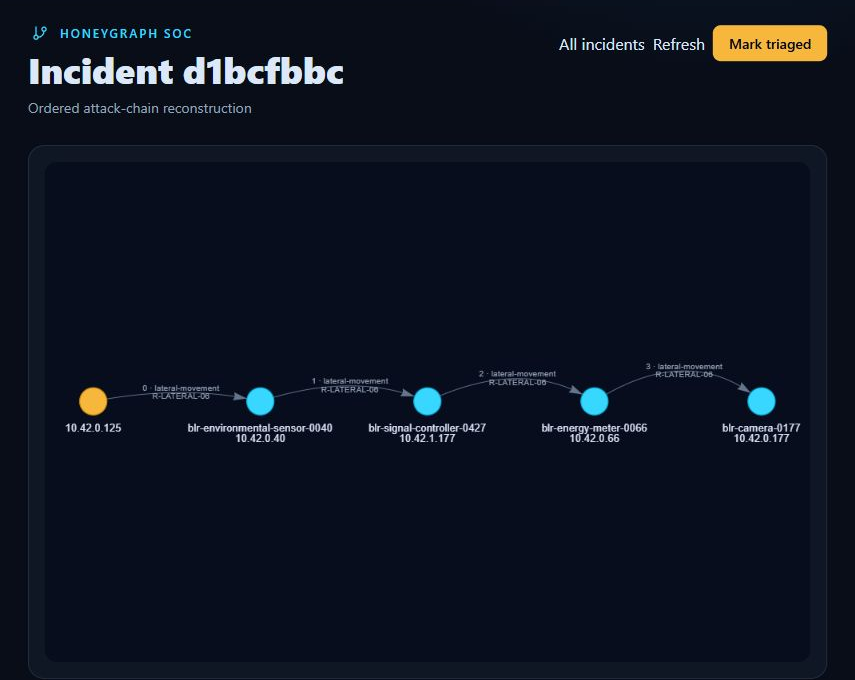 HONEYGRAPH SOC
All incidents Refresh Mark triaged
Incident d1bcfbbc
Ordered attack-chain reconstruction
0 · lateral-movement
R-LATERAL-06
1 · lateral-movement
R-LATERAL-06
2 · lateral-movement
R-LATERAL-06
3 · lateral-movement
R-LATERAL-06
10.42.0.125
blr-environmental-sensor-0040
10.42.0.40
blr-signal-controller-0427
10.42.1.177
blr-energy-meter-0066
10.42.0.66
blr-camera-0177
10.42.0.177